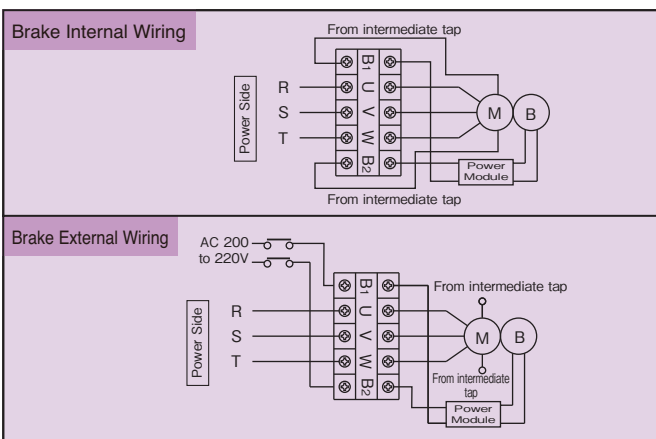 Brake Internal Wiring
From intermediate tap
Power Side
R
S
T
B1
U
V
W
B2
M
B
Power
Module
From intermediate tap
Brake External Wiring
AC 200
to 220V
Power Side
R
S
T
B1
U
V
W
B2
From intermediate tap
M
B
From intermediate
tap
Power
Module